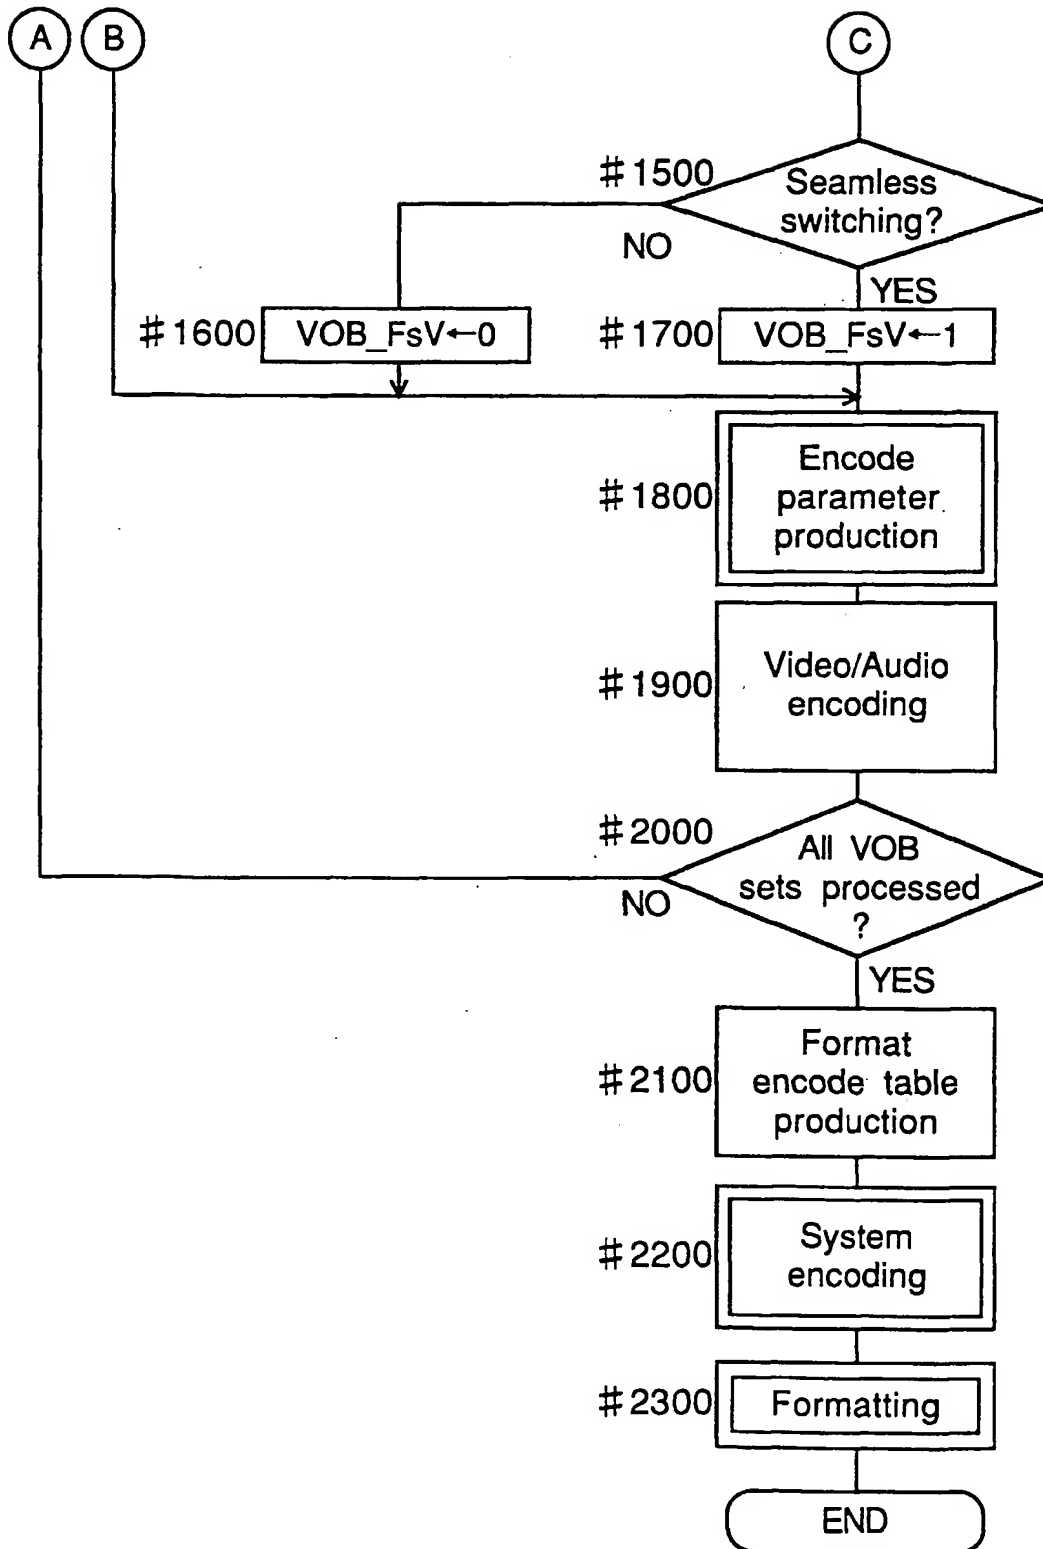 A B C
#1500
Seamless
switching?
NO
YES
#1600 VOB_FsV←0
#1700 VOB_FsV←1
#1800
Encode
parameter
production
#1900
Video/Audio
encoding
#2000
All VOB
sets processed
?
NO
YES
#2100
Format
encode table
production
#2200
System
encoding
#2300 Formatting
END